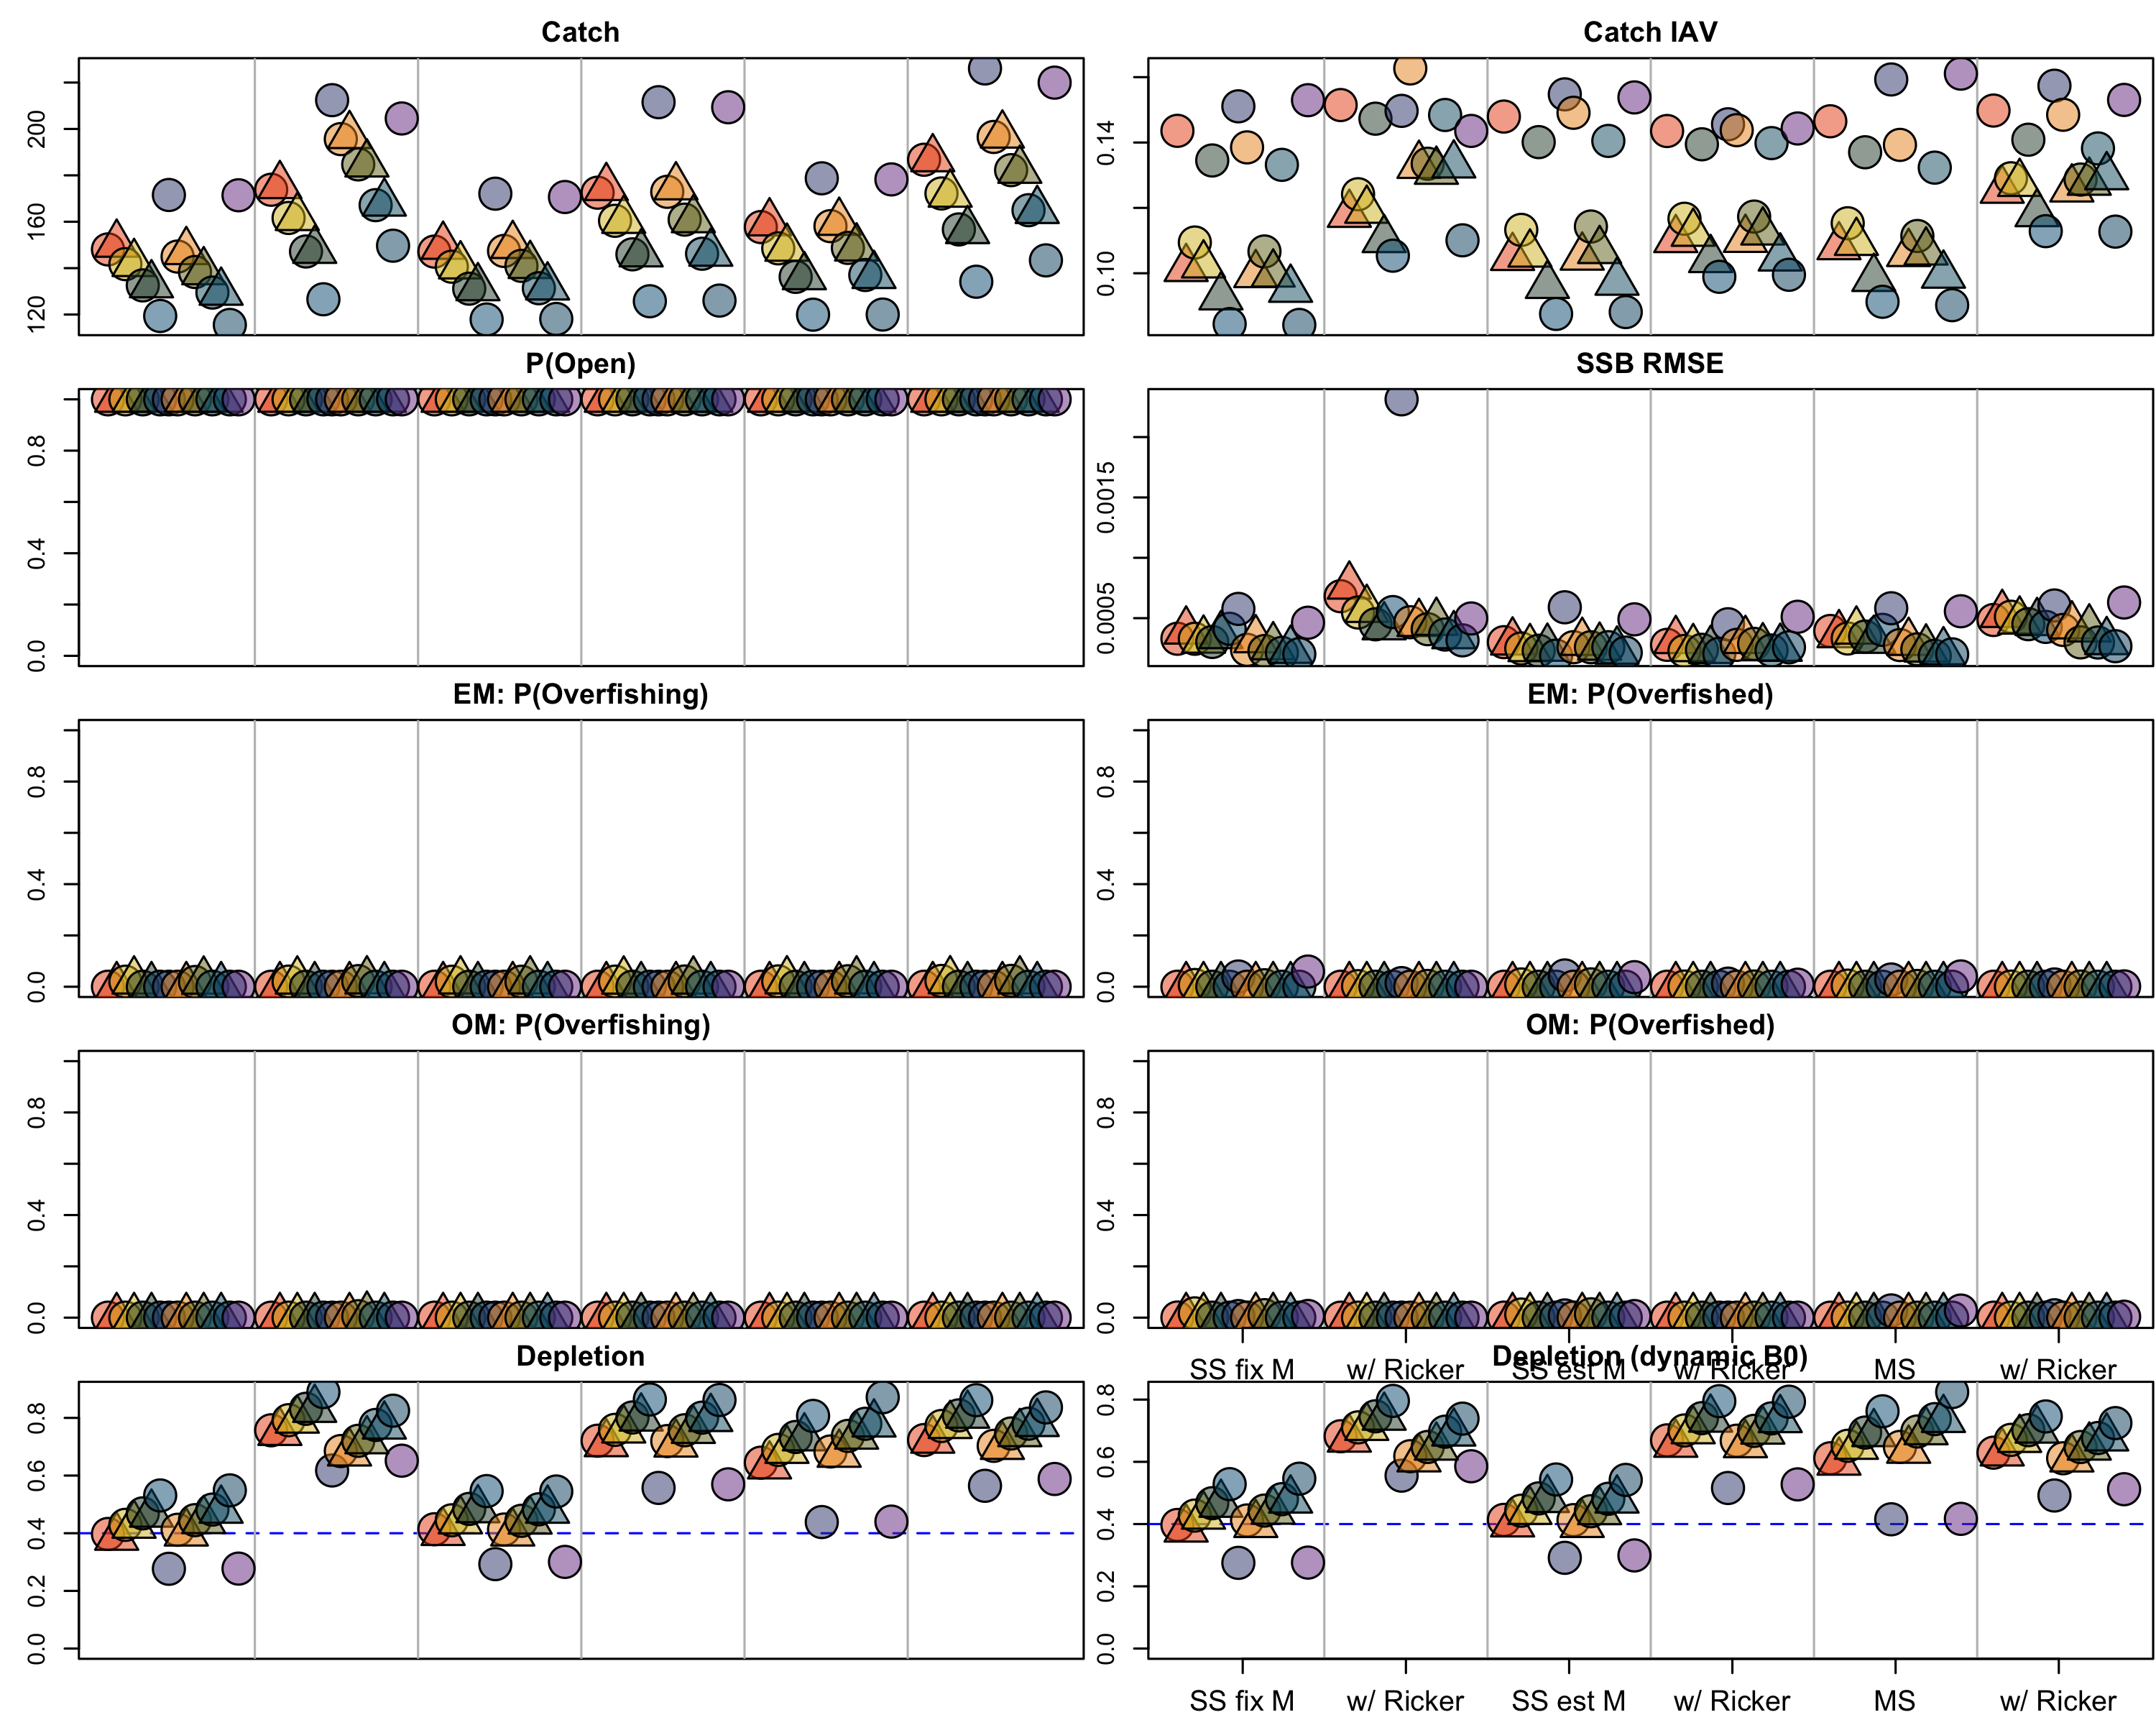 Catch
Catch IAV
120 160 200
0.10 0.14
P(Open)
SSB RMSE
0.0 0.4 0.8
0.0005 0.0015
EM: P(Overfishing)
EM: P(Overfished)
0.0 0.4 0.8
0.0 0.4 0.8
OM: P(Overfishing)
OM: P(Overfished)
0.0 0.4 0.8
0.0 0.4 0.8
SS fix M w/ Ricker SS est M w/ Ricker MS w/ Ricker
Depletion
Depletion (dynamic B0)
0.0 0.2 0.4 0.6 0.8
0.0 0.2 0.4 0.6 0.8
SS fix M w/ Ricker SS est M w/ Ricker MS w/ Ricker